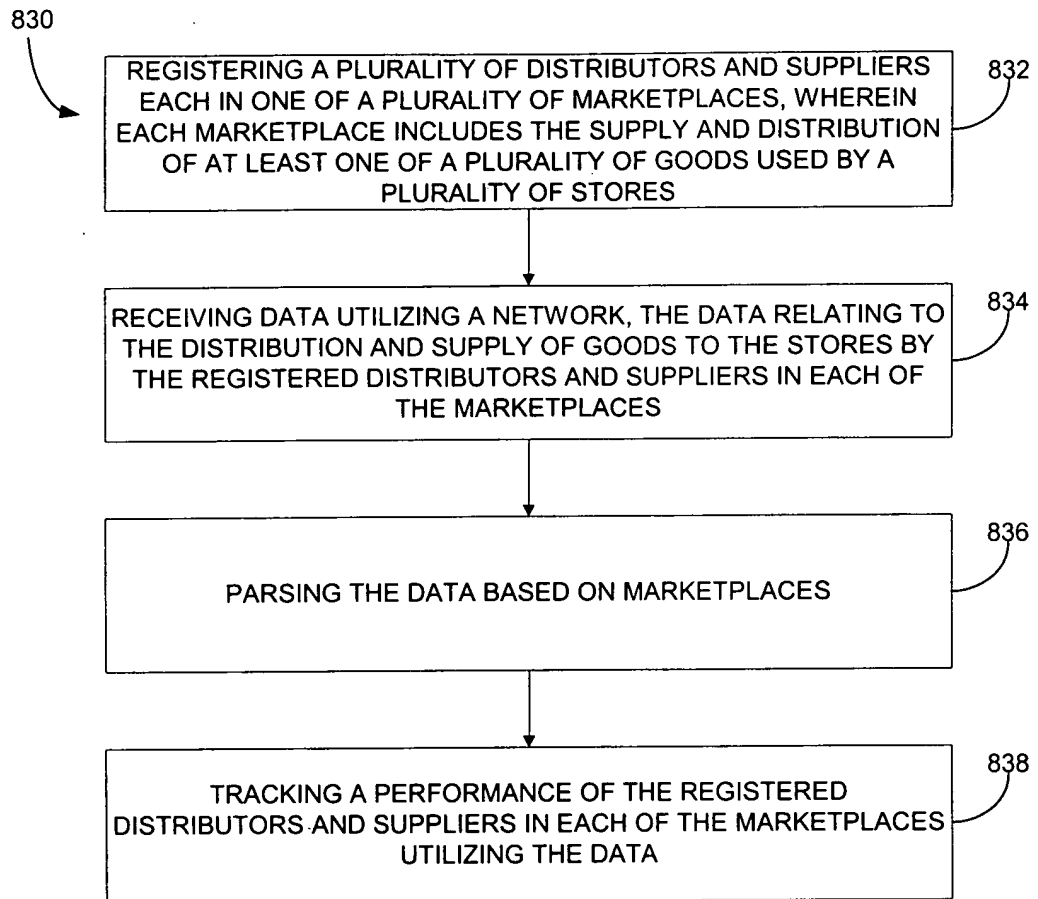 830
REGISTERING A PLURALITY OF DISTRIBUTORS AND SUPPLIERS
EACH IN ONE OF A PLURALITY OF MARKETPLACES, WHEREIN
EACH MARKETPLACE INCLUDES THE SUPPLY AND DISTRIBUTION
OF AT LEAST ONE OF A PLURALITY OF GOODS USED BY A
PLURALITY OF STORES
832
RECEIVING DATA UTILIZING A NETWORK, THE DATA RELATING TO
THE DISTRIBUTION AND SUPPLY OF GOODS TO THE STORES BY
THE REGISTERED DISTRIBUTORS AND SUPPLIERS IN EACH OF
THE MARKETPLACES
834
PARSING THE DATA BASED ON MARKETPLACES
836
TRACKING A PERFORMANCE OF THE REGISTERED
DISTRIBUTORS AND SUPPLIERS IN EACH OF THE MARKETPLACES
UTILIZING THE DATA
838